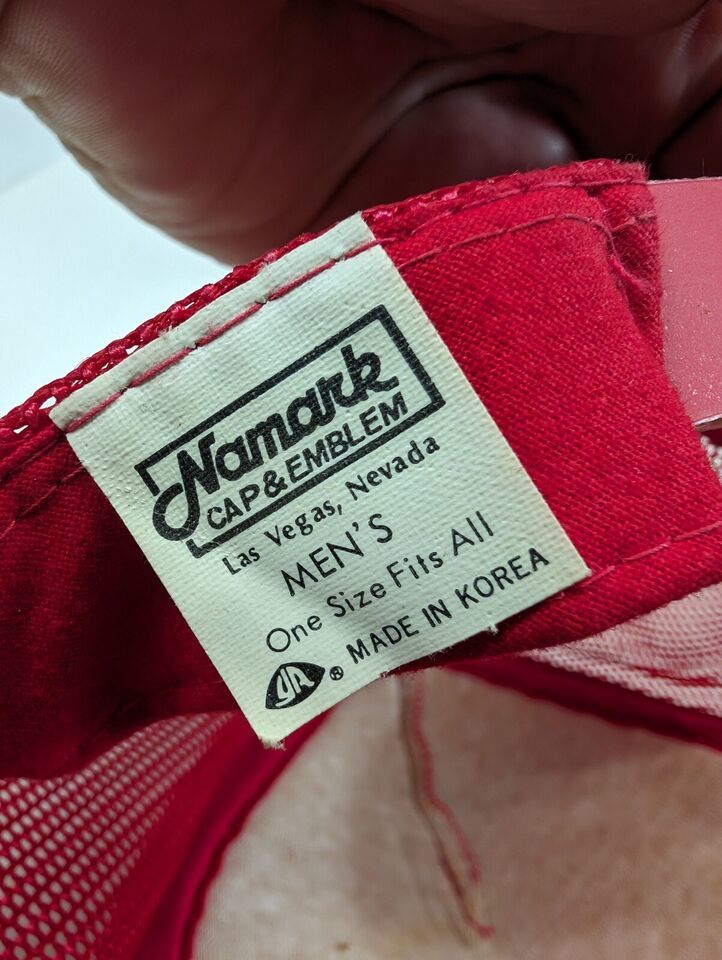 Namark
CAP & EMBLEM
Las Vegas, Nevada
MEN'S
One Size Fits All
® MADE IN KOREA